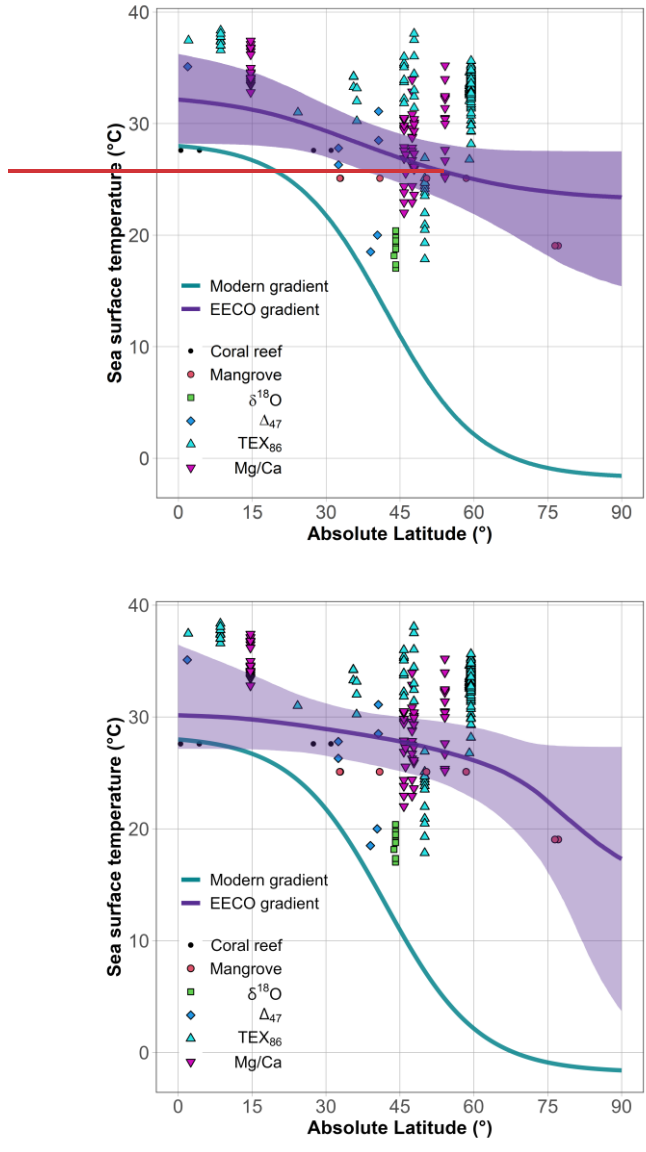 40
30
20
10
0
Sea surface temperature (°C)
Modern gradient
EECO gradient
Coral reef
Mangrove
δ¹⁸O
Δ₄₇
TEX₈₆
Mg/Ca
0 15 30 45 60 75 90
Absolute Latitude (°)
40
30
20
10
0
Sea surface temperature (°C)
Modern gradient
EECO gradient
Coral reef
Mangrove
δ¹⁸O
Δ₄₇
TEX₈₆
Mg/Ca
0 15 30 45 60 75 90
Absolute Latitude (°)